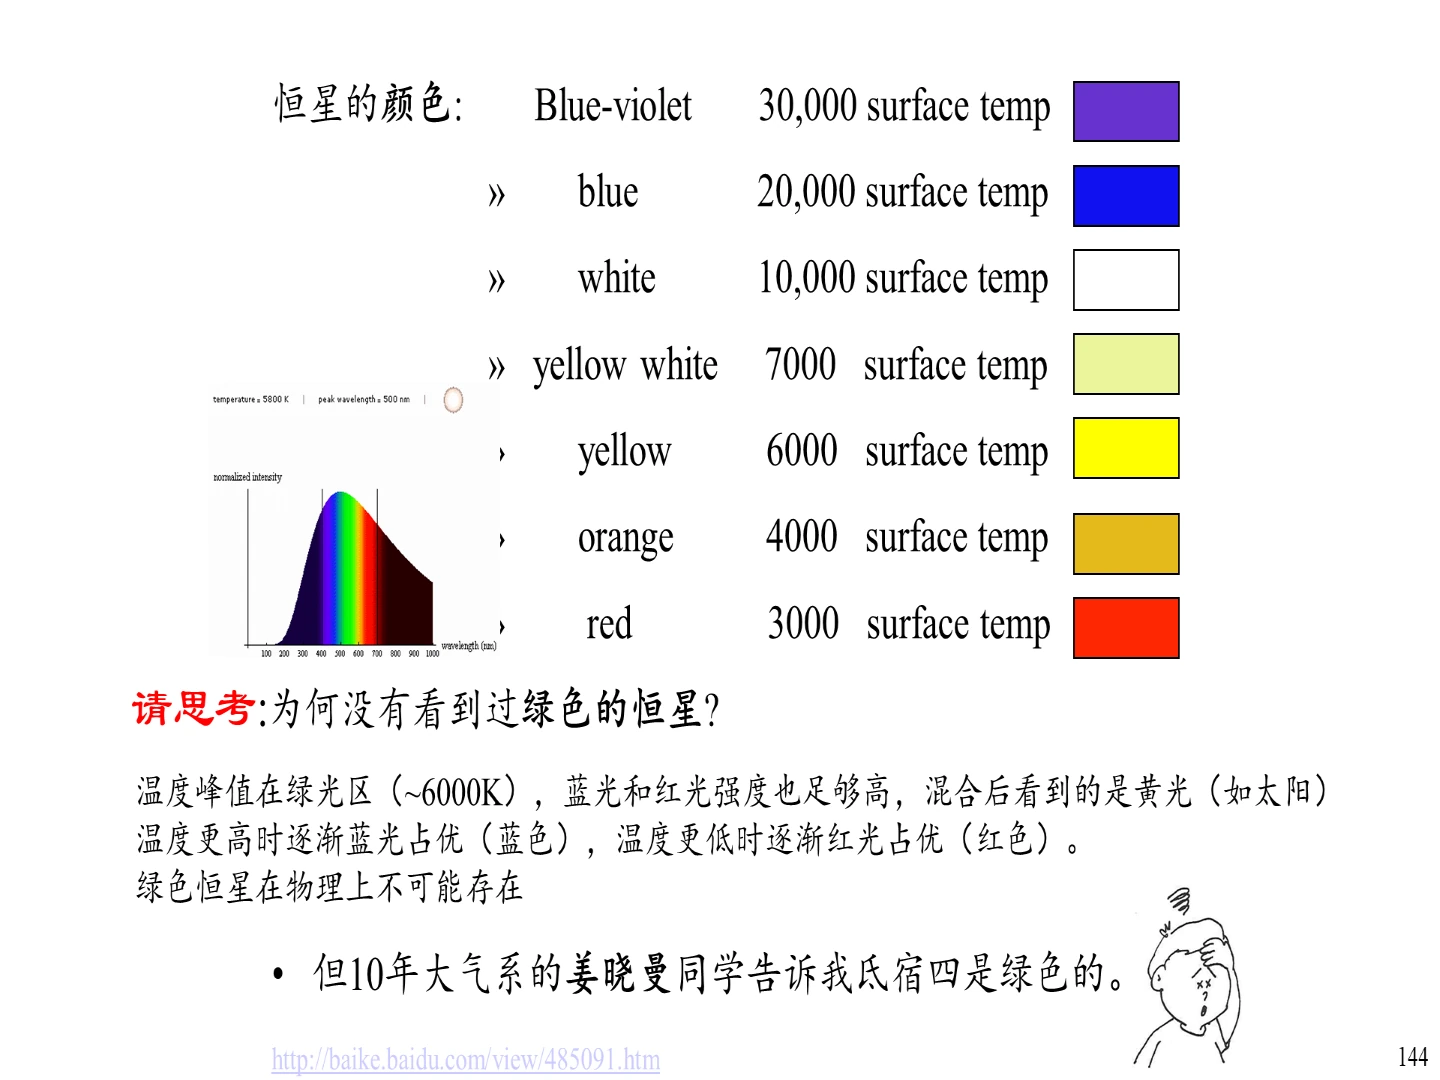 恒星的颜色: Blue-violet 30,000 surface temp
» blue 20,000 surface temp
» white 10,000 surface temp
» yellow white 7000 surface temp
temperature = 5800 K | peak wavelength = 500 nm |
› yellow 6000 surface temp
normalized intensity
› orange 4000 surface temp
› red 3000 surface temp
wavelength (nm)
100 200 300 400 500 600 700 800 900 1000
请思考:为何没有看到过绿色的恒星?
温度峰值在绿光区（~6000K），蓝光和红光强度也足够高，混合后看到的是黄光（如太阳）
温度更高时逐渐蓝光占优（蓝色），温度更低时逐渐红光占优（红色）。
绿色恒星在物理上不可能存在
• 但10年大气系的姜晓曼同学告诉我氐宿四是绿色的。
http://baike.baidu.com/view/485091.htm
144